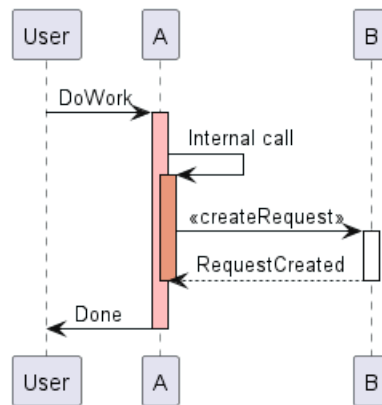 User A B
DoWork
Internal call
«createRequest»
RequestCreated
Done
User A B